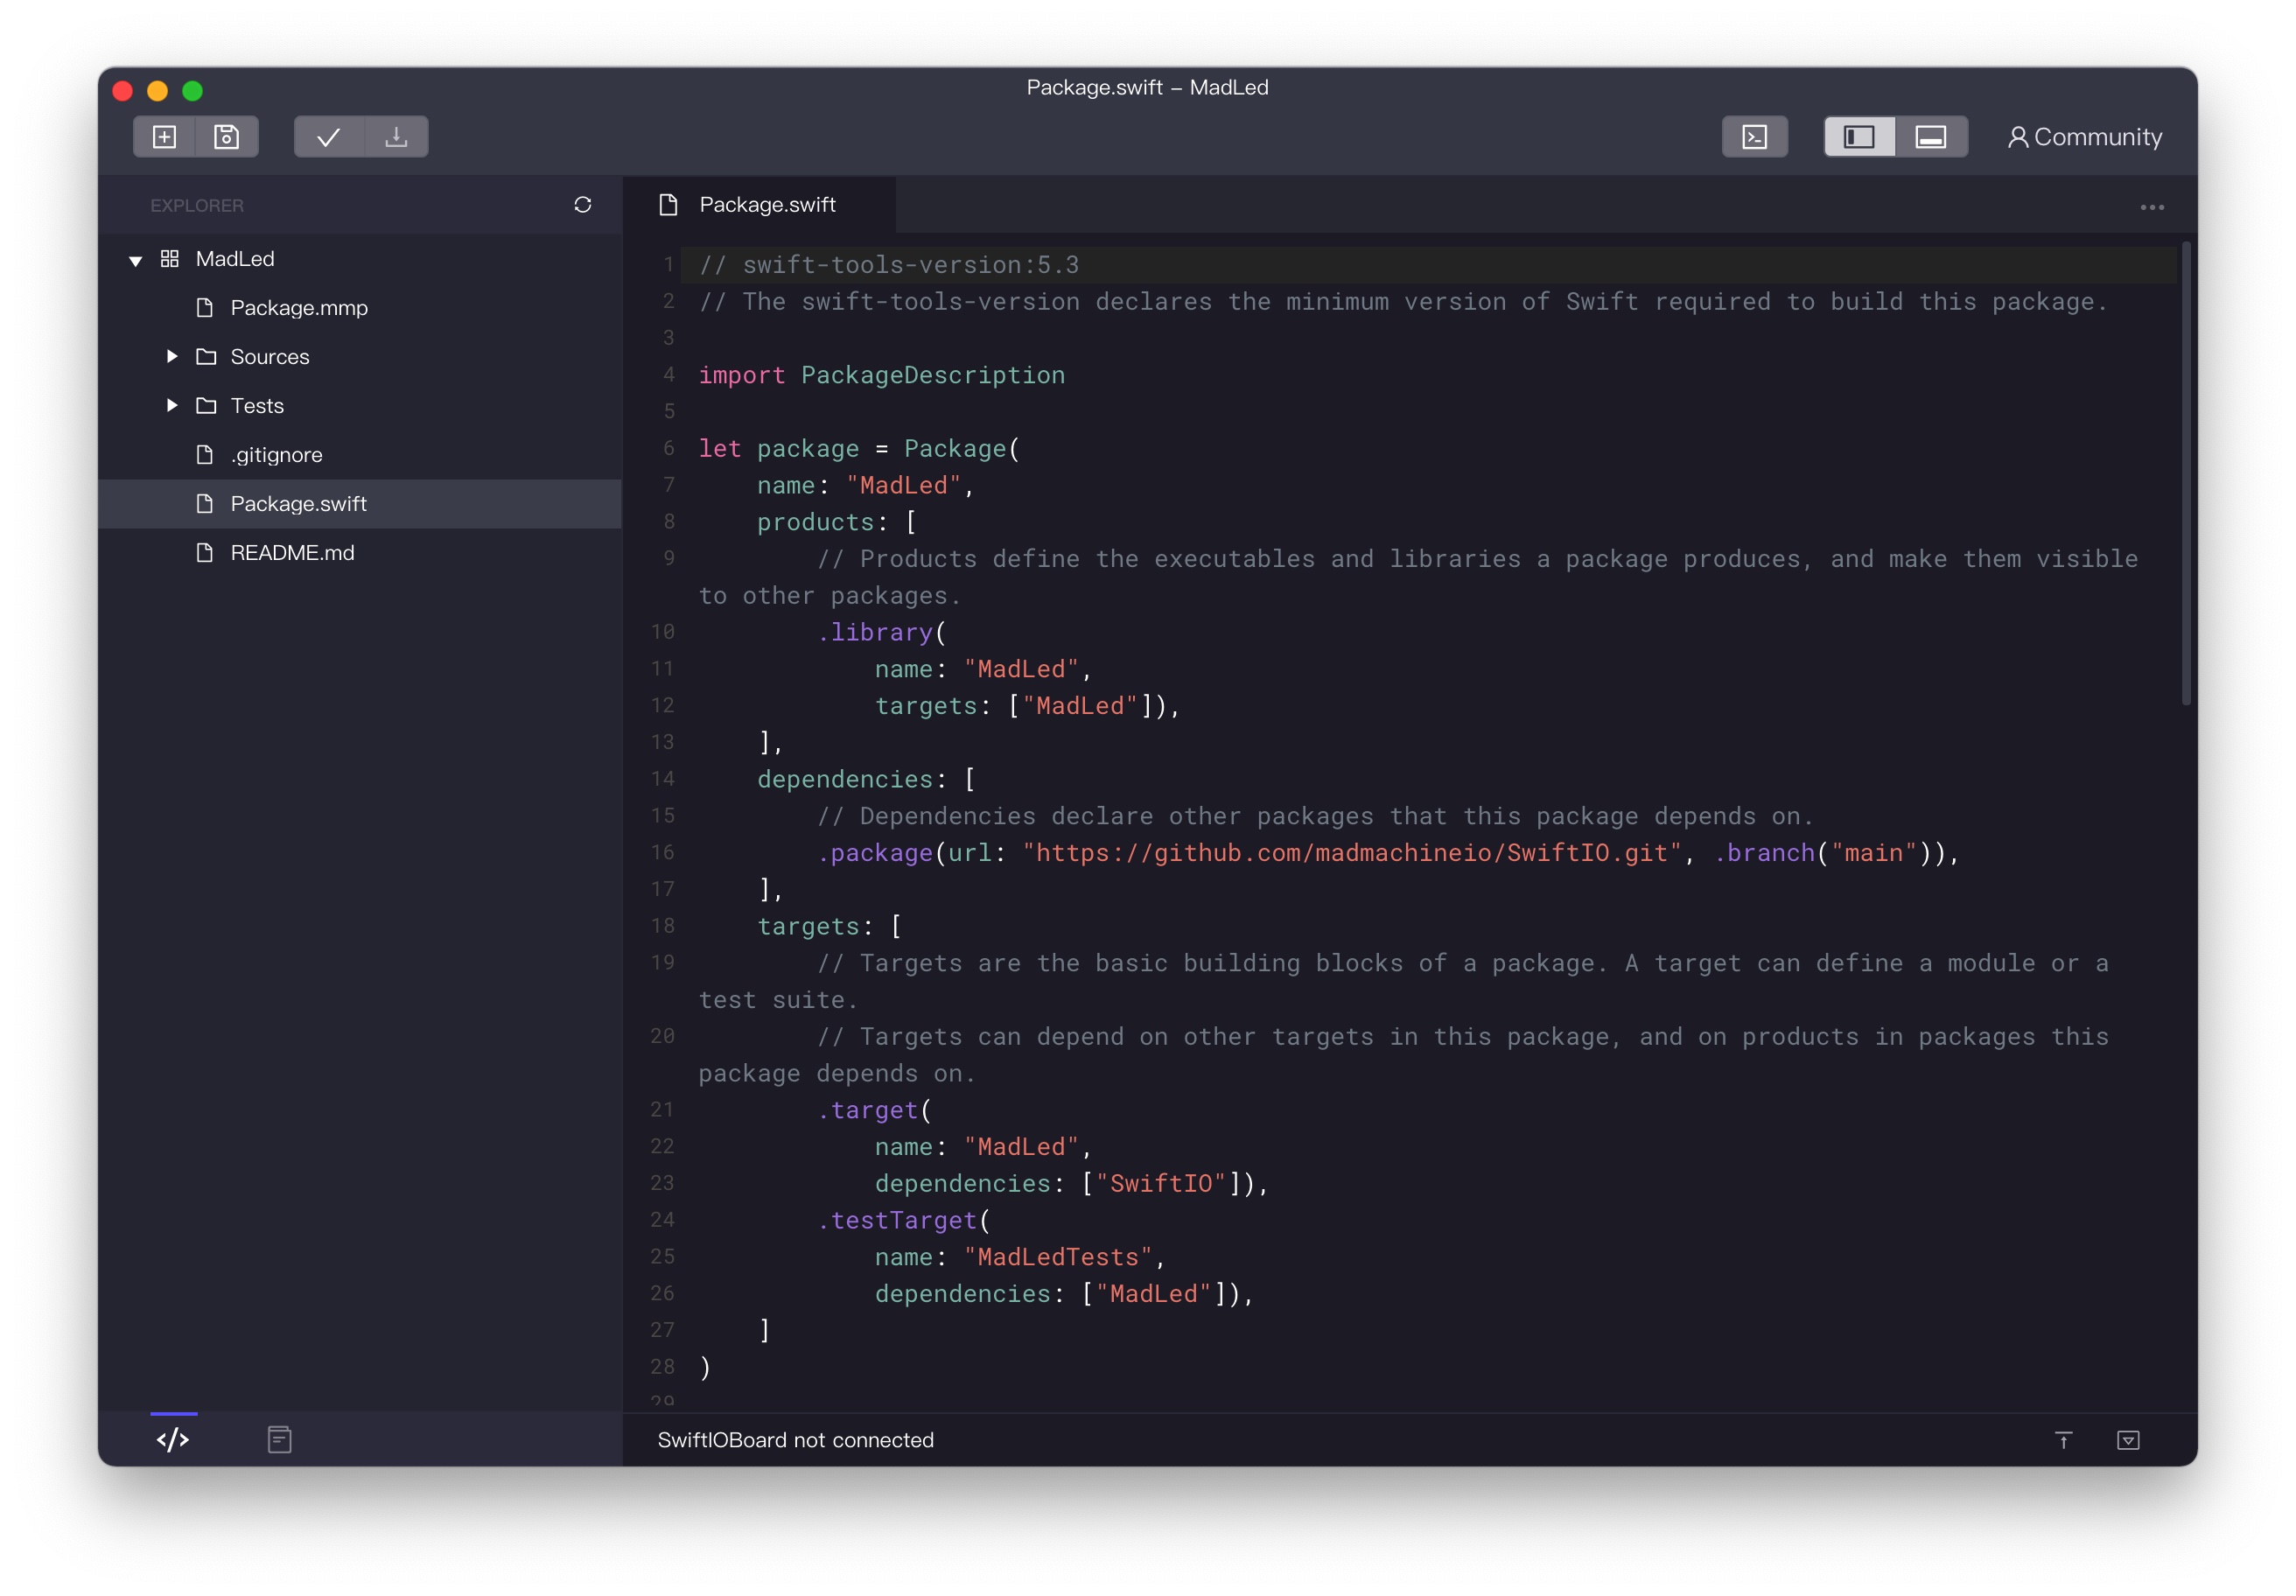 Package.swift – MadLed
Community
EXPLORER
MadLed
Package.mmp
Sources
Tests
.gitignore
Package.swift
README.md
Package.swift
1 // swift-tools-version:5.3
2 // The swift-tools-version declares the minimum version of Swift required to build this package.
3
4 import PackageDescription
5
6 let package = Package(
7     name: "MadLed",
8     products: [
9         // Products define the executables and libraries a package produces, and make them visible
to other packages.
10         .library(
11             name: "MadLed",
12             targets: ["MadLed"]),
13     ],
14     dependencies: [
15         // Dependencies declare other packages that this package depends on.
16         .package(url: "https://github.com/madmachineio/SwiftIO.git", .branch("main")),
17     ],
18     targets: [
19         // Targets are the basic building blocks of a package. A target can define a module or a
test suite.
20         // Targets can depend on other targets in this package, and on products in packages this
package depends on.
21         .target(
22             name: "MadLed",
23             dependencies: ["SwiftIO"]),
24         .testTarget(
25             name: "MadLedTests",
26             dependencies: ["MadLed"]),
27     ]
28 )
29
SwiftIOBoard not connected